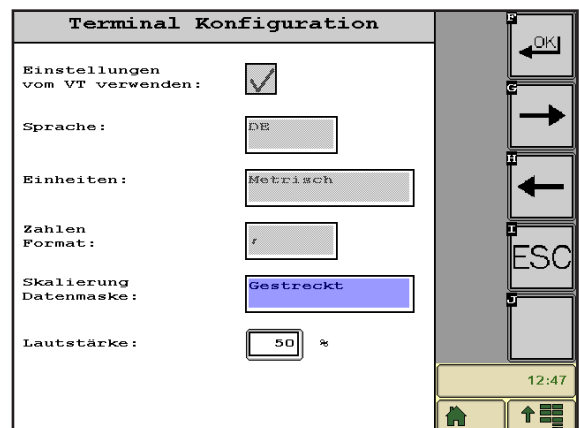 Terminal Konfiguration
Einstellungen
vom VT verwenden:
Sprache:
DE
Einheiten:
Metrisch
Zahlen
Format:
,
Skalierung
Datenmaske:
Gestreckt
Lautstärke:
50 %
F
OK
G
H
I
ESC
J
12:47